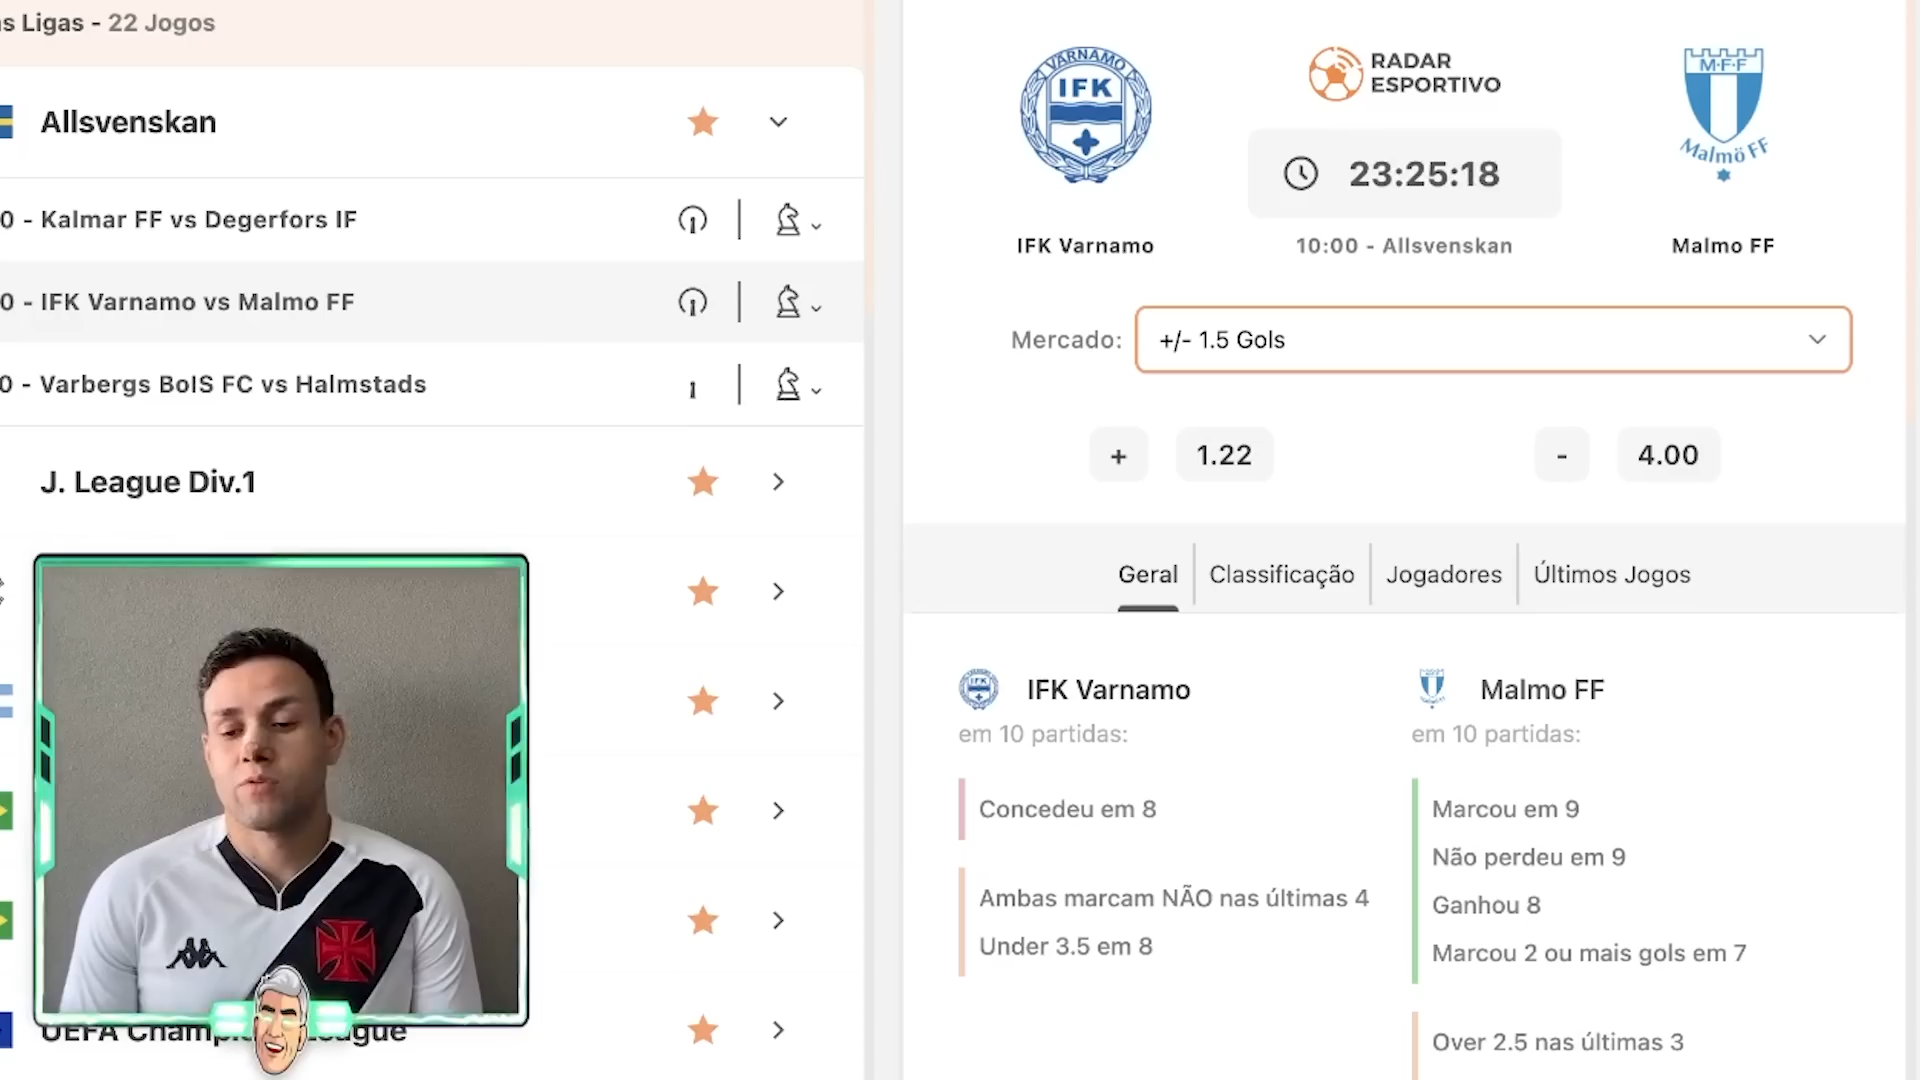 s Ligas - 22 Jogos
Allsvenskan
0 - Kalmar FF vs Degerfors IF
0 - IFK Varnamo vs Malmo FF
0 - Varbergs BoIS FC vs Halmstads
J. League Div.1
UEFA Champ
ague
VÄRNAMO
IFK
RADAR
ESPORTIVO
M-F-F
Malmö FF
23:25:18
IFK Varnamo
10:00 - Allsvenskan
Malmo FF
Mercado:
+/- 1.5 Gols
+ 1.22
- 4.00
Geral
Classificação
Jogadores
Últimos Jogos
IFK Varnamo
em 10 partidas:
Concedeu em 8
Ambas marcam NÃO nas últimas 4
Under 3.5 em 8
Malmo FF
em 10 partidas:
Marcou em 9
Não perdeu em 9
Ganhou 8
Marcou 2 ou mais gols em 7
Over 2.5 nas últimas 3